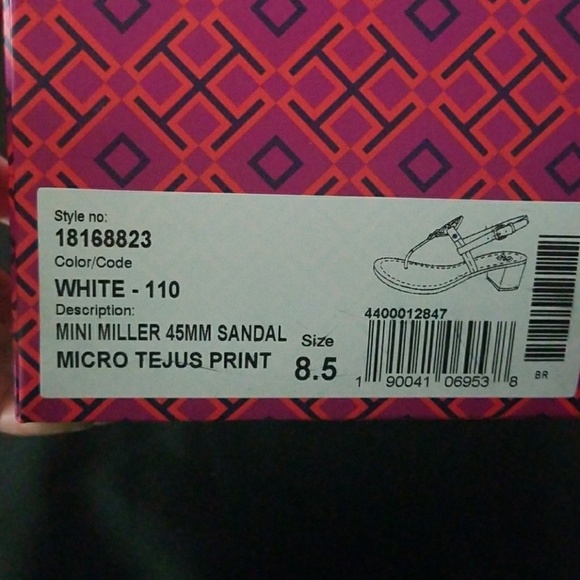 Style no:
18168823
Color/Code
WHITE - 110
Description:
MINI MILLER 45MM SANDAL
MICRO TEJUS PRINT
Size
8.5
4400012847
1 90041 06953 8
BR